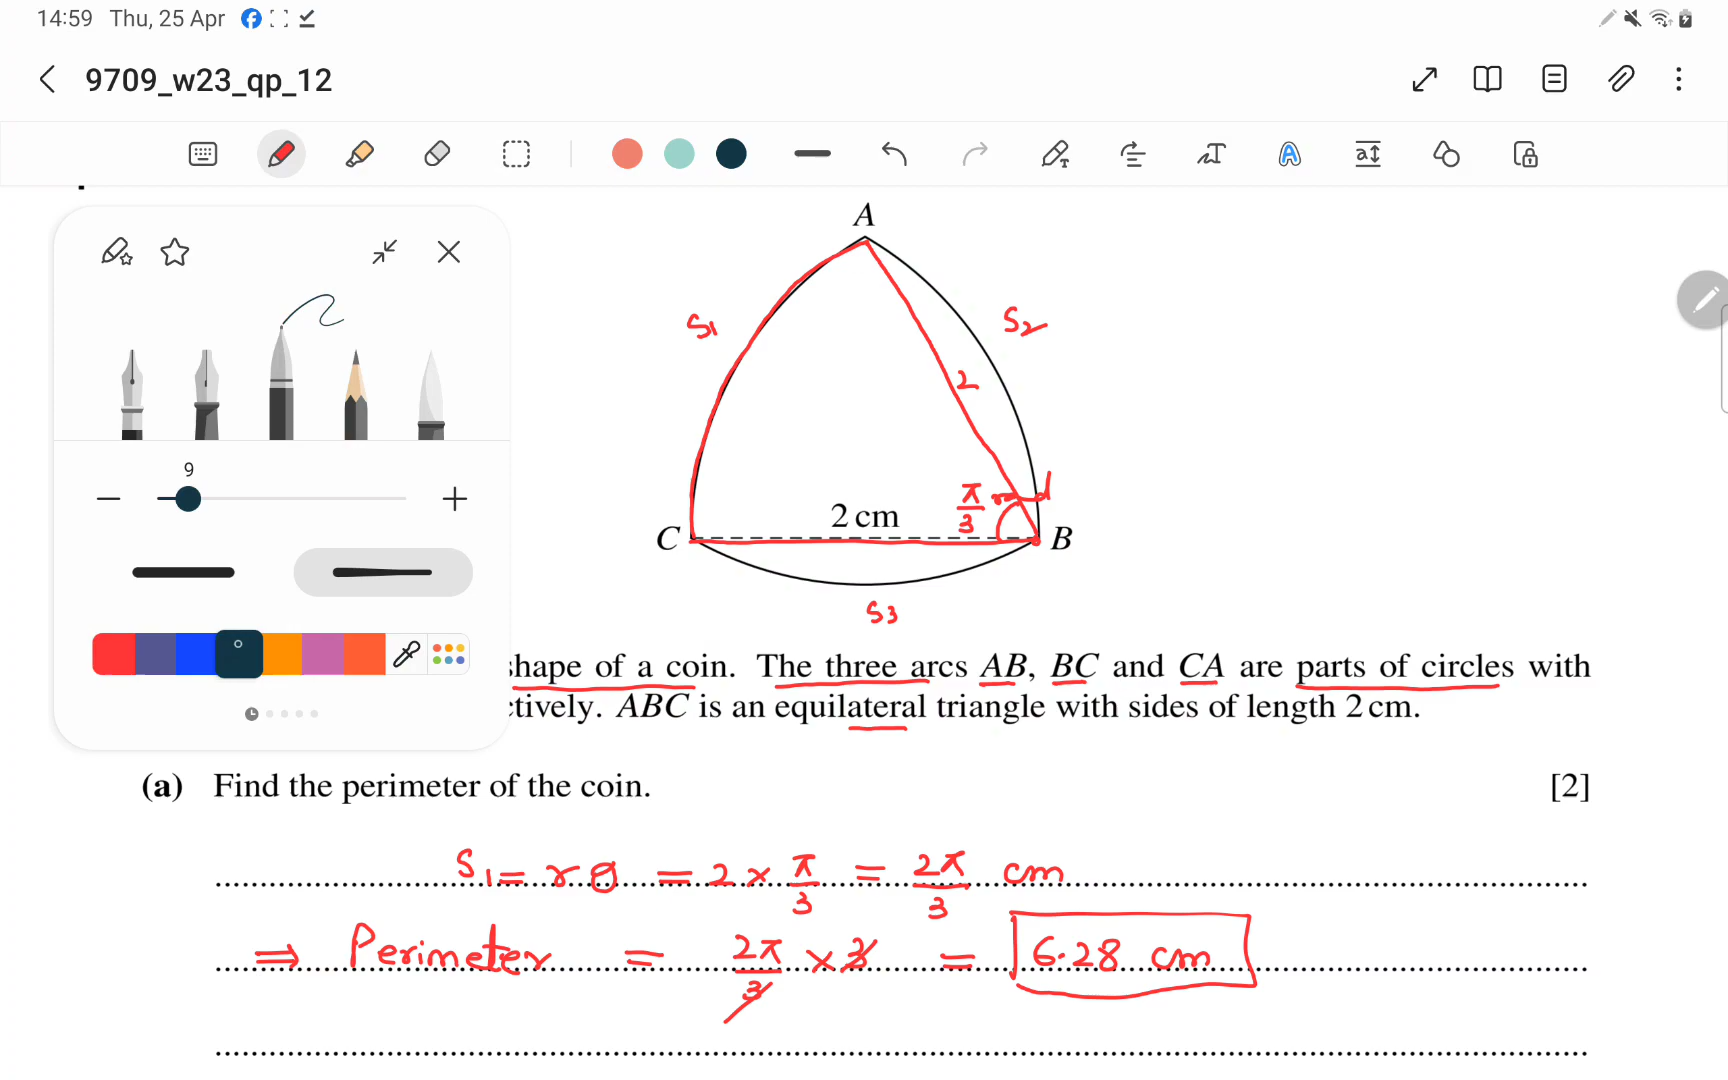 14:59 Thu, 25 Apr
9709_w23_qp_12
A
S1
S2
2
9
π/3 rad
2 cm
C
B
S3
shape of a coin. The three arcs AB, BC and CA are parts of circles with
ctively. ABC is an equilateral triangle with sides of length 2 cm.
(a) Find the perimeter of the coin. [2]
S1 = rθ = 2 × π/3 = 2π/3 cm
⇒ Perimeter = 2π/3 × 3 = 6.28 cm